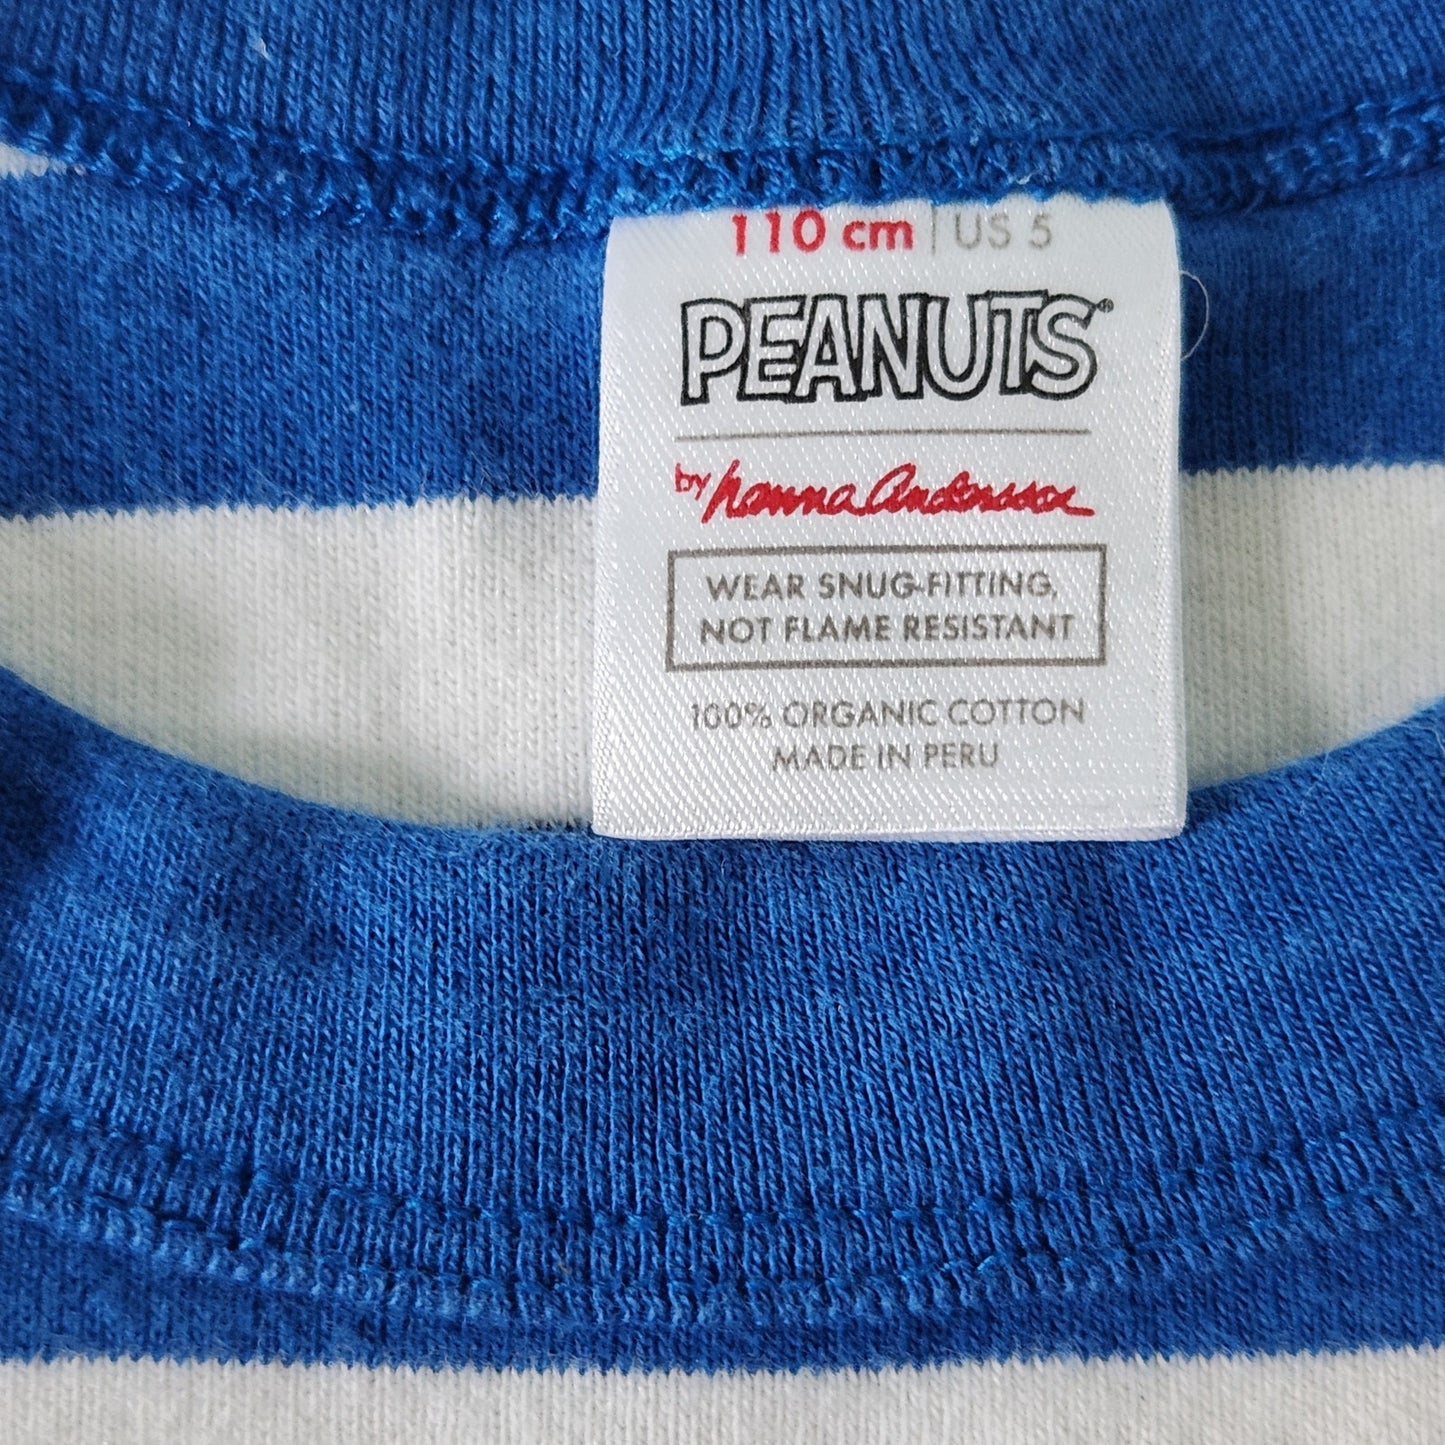 110 cm | US 5
PEANUTS®
by hanna andersson
WEAR SNUG-FITTING,
NOT FLAME RESISTANT
100% ORGANIC COTTON
MADE IN PERU